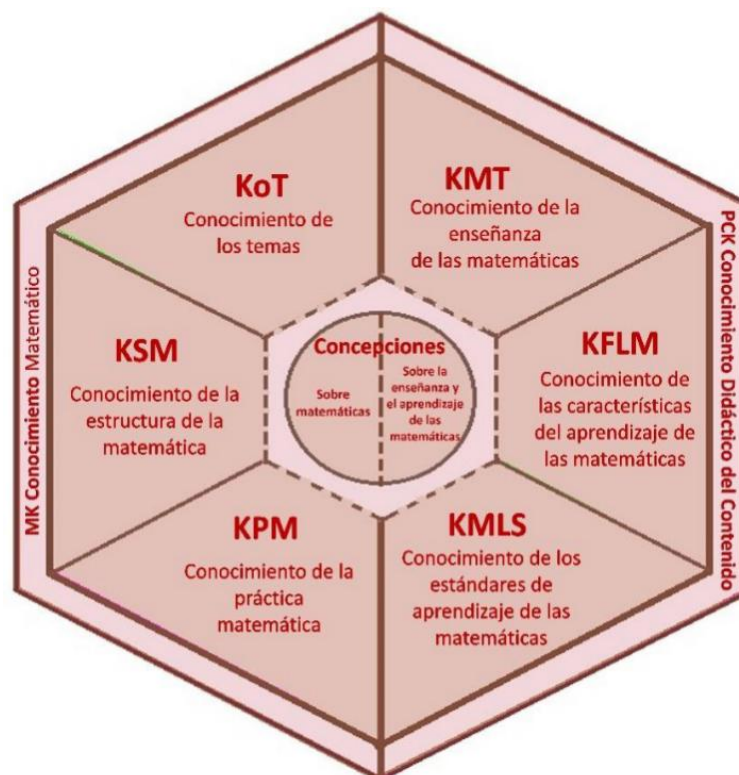 KoT
Conocimiento de
los temas
KMT
Conocimiento de la
enseñanza
de las matemáticas
KSM
Conocimiento de la
estructura de la
matemática
Concepciones
Sobre
matemáticas
Sobre la
enseñanza y
el aprendizaje
de las
matemáticas
KFLM
Conocimiento de
las características
del aprendizaje de
las matemáticas
KPM
Conocimiento de la
práctica
matemática
KMLS
Conocimiento de los
estándares de
aprendizaje de las
matemáticas
MK Conocimiento Matemático
PCK Conocimiento Didáctico del Contenido